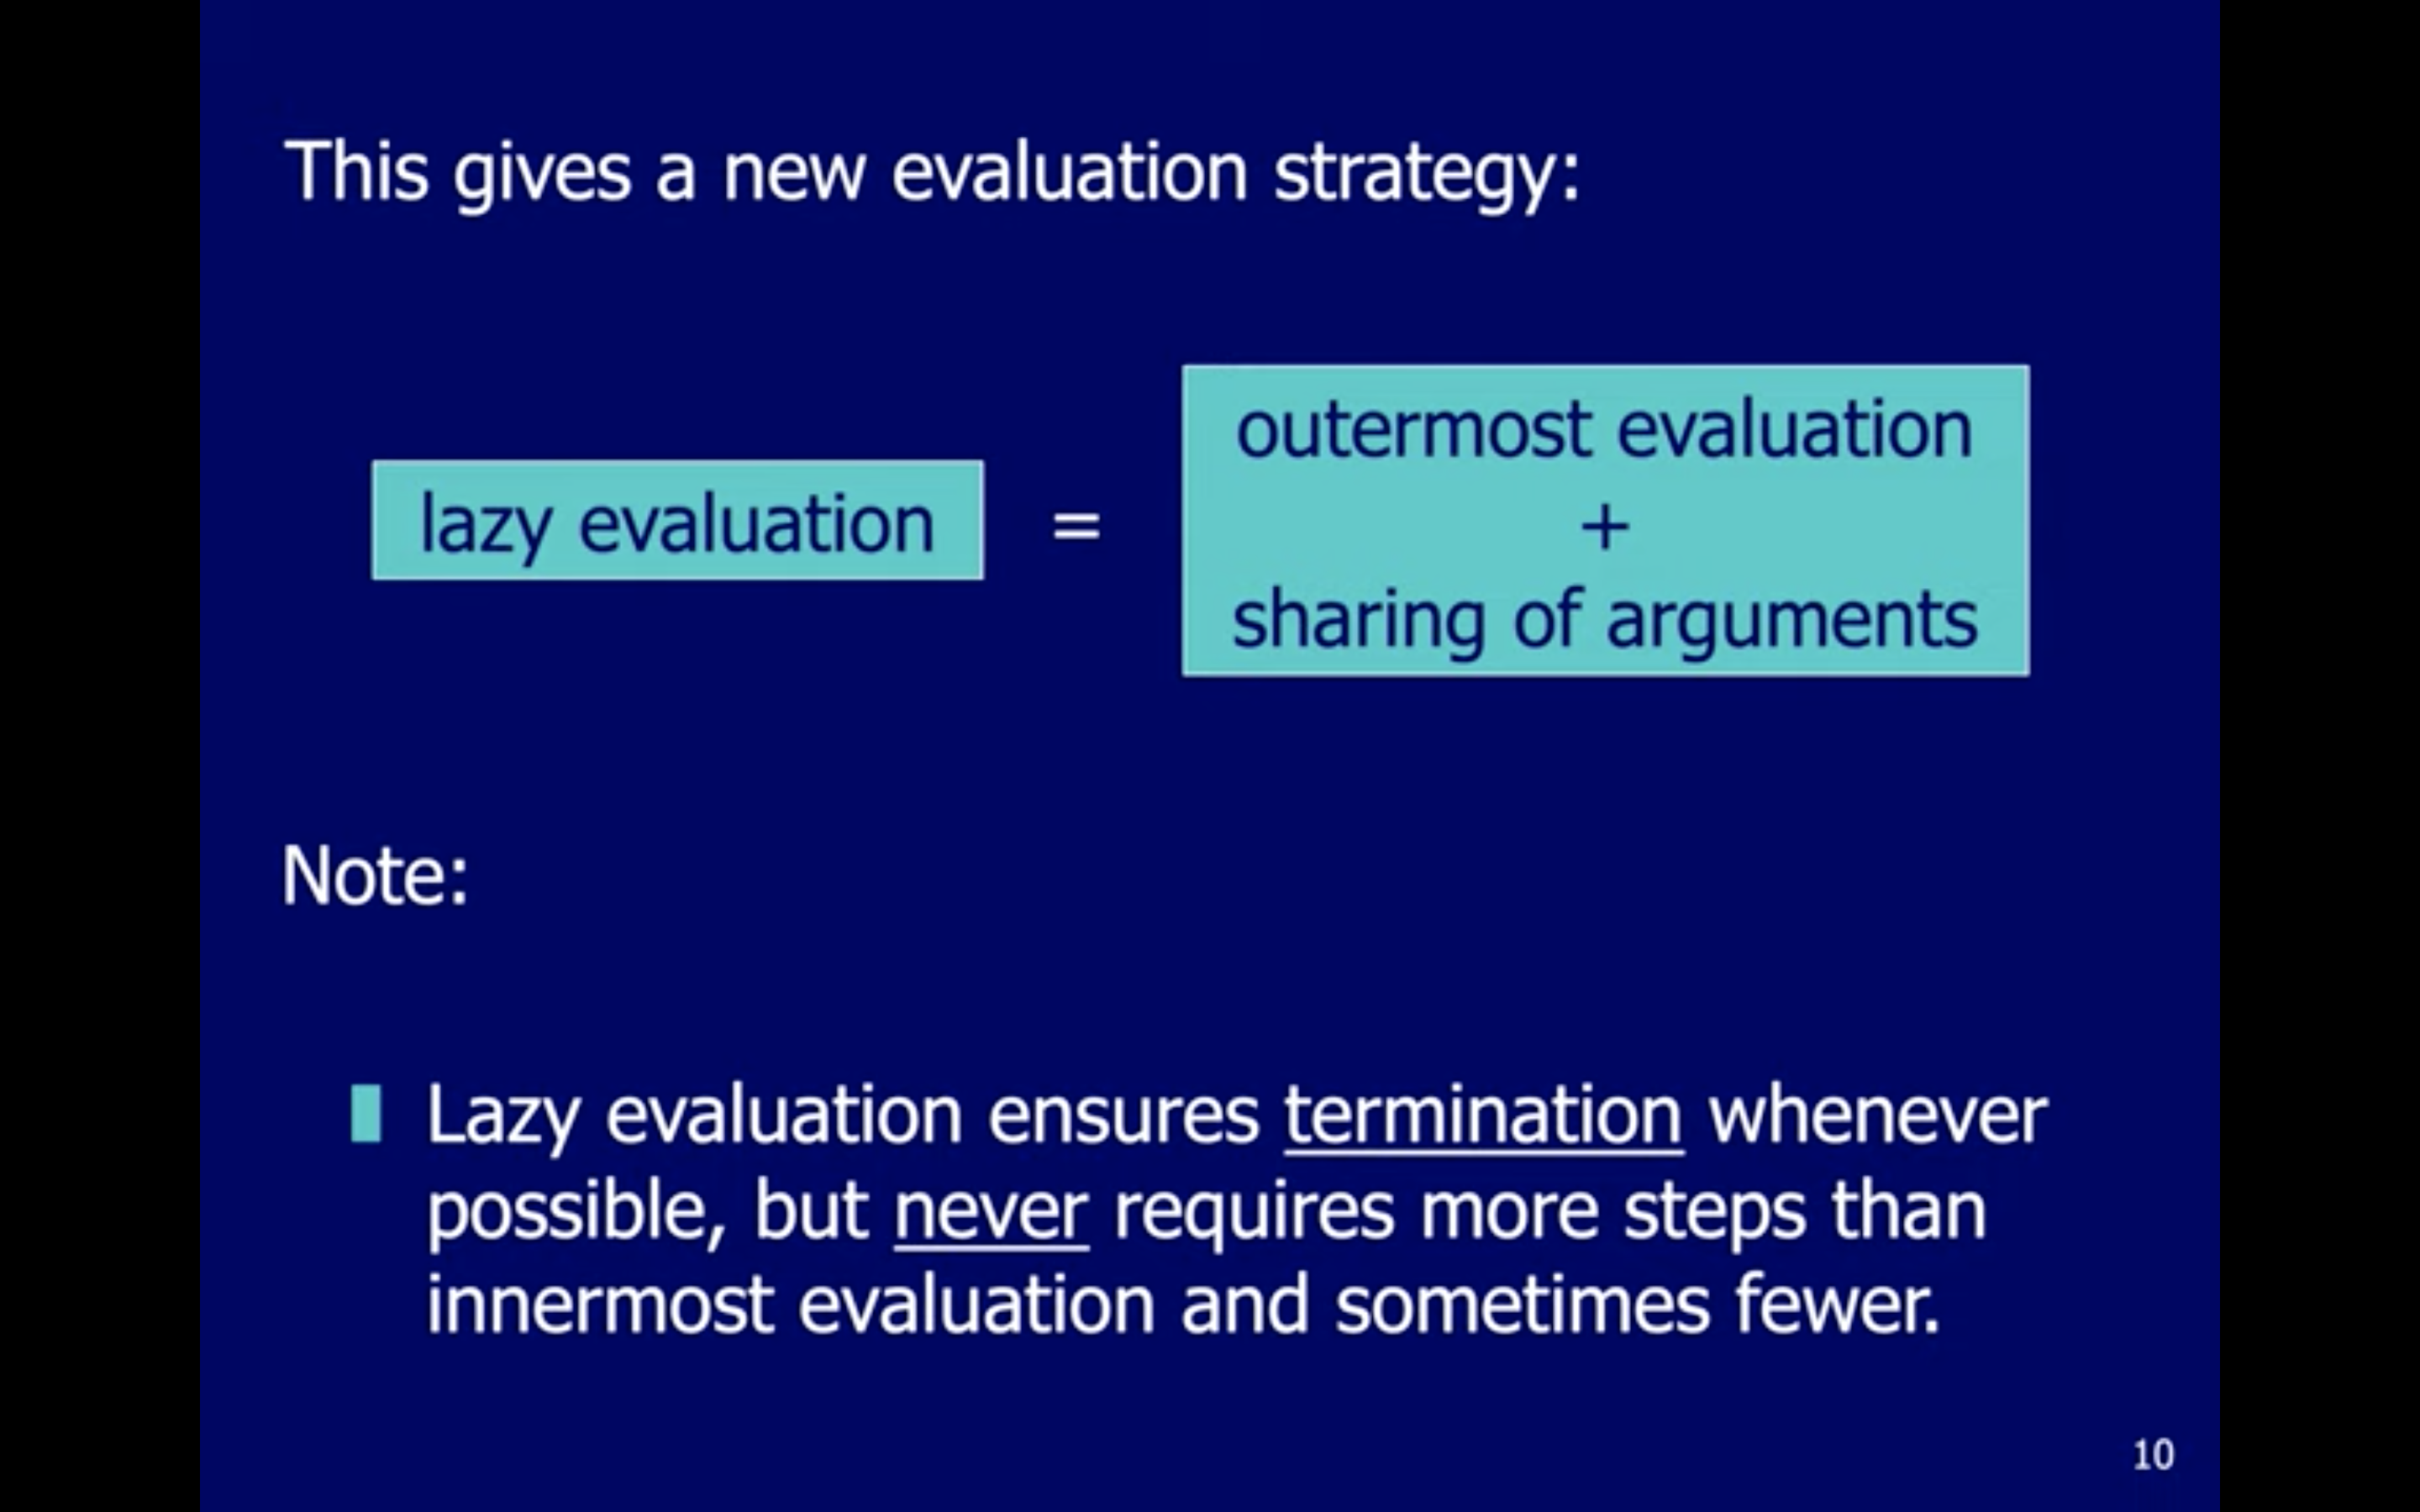 This gives a new evaluation strategy:
lazy evaluation
=
outermost evaluation
+
sharing of arguments
Note:
Lazy evaluation ensures termination whenever
possible, but never requires more steps than
innermost evaluation and sometimes fewer.
10